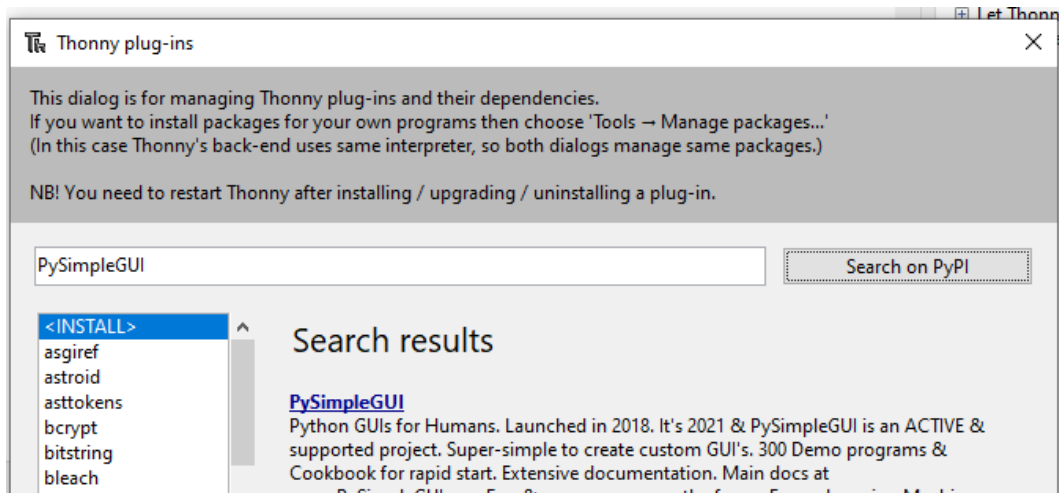 Let Thonn
Thonny plug-ins
This dialog is for managing Thonny plug-ins and their dependencies.
If you want to install packages for your own programs then choose 'Tools → Manage packages...'
(In this case Thonny's back-end uses same interpreter, so both dialogs manage same packages.)
NB! You need to restart Thonny after installing / upgrading / uninstalling a plug-in.
PySimpleGUI
Search on PyPI
<INSTALL>
asgiref
astroid
asttokens
bcrypt
bitstring
bleach
Search results
PySimpleGUI
Python GUIs for Humans. Launched in 2018. It's 2021 & PySimpleGUI is an ACTIVE &
supported project. Super-simple to create custom GUI's. 300 Demo programs &
Cookbook for rapid start. Extensive documentation. Main docs at